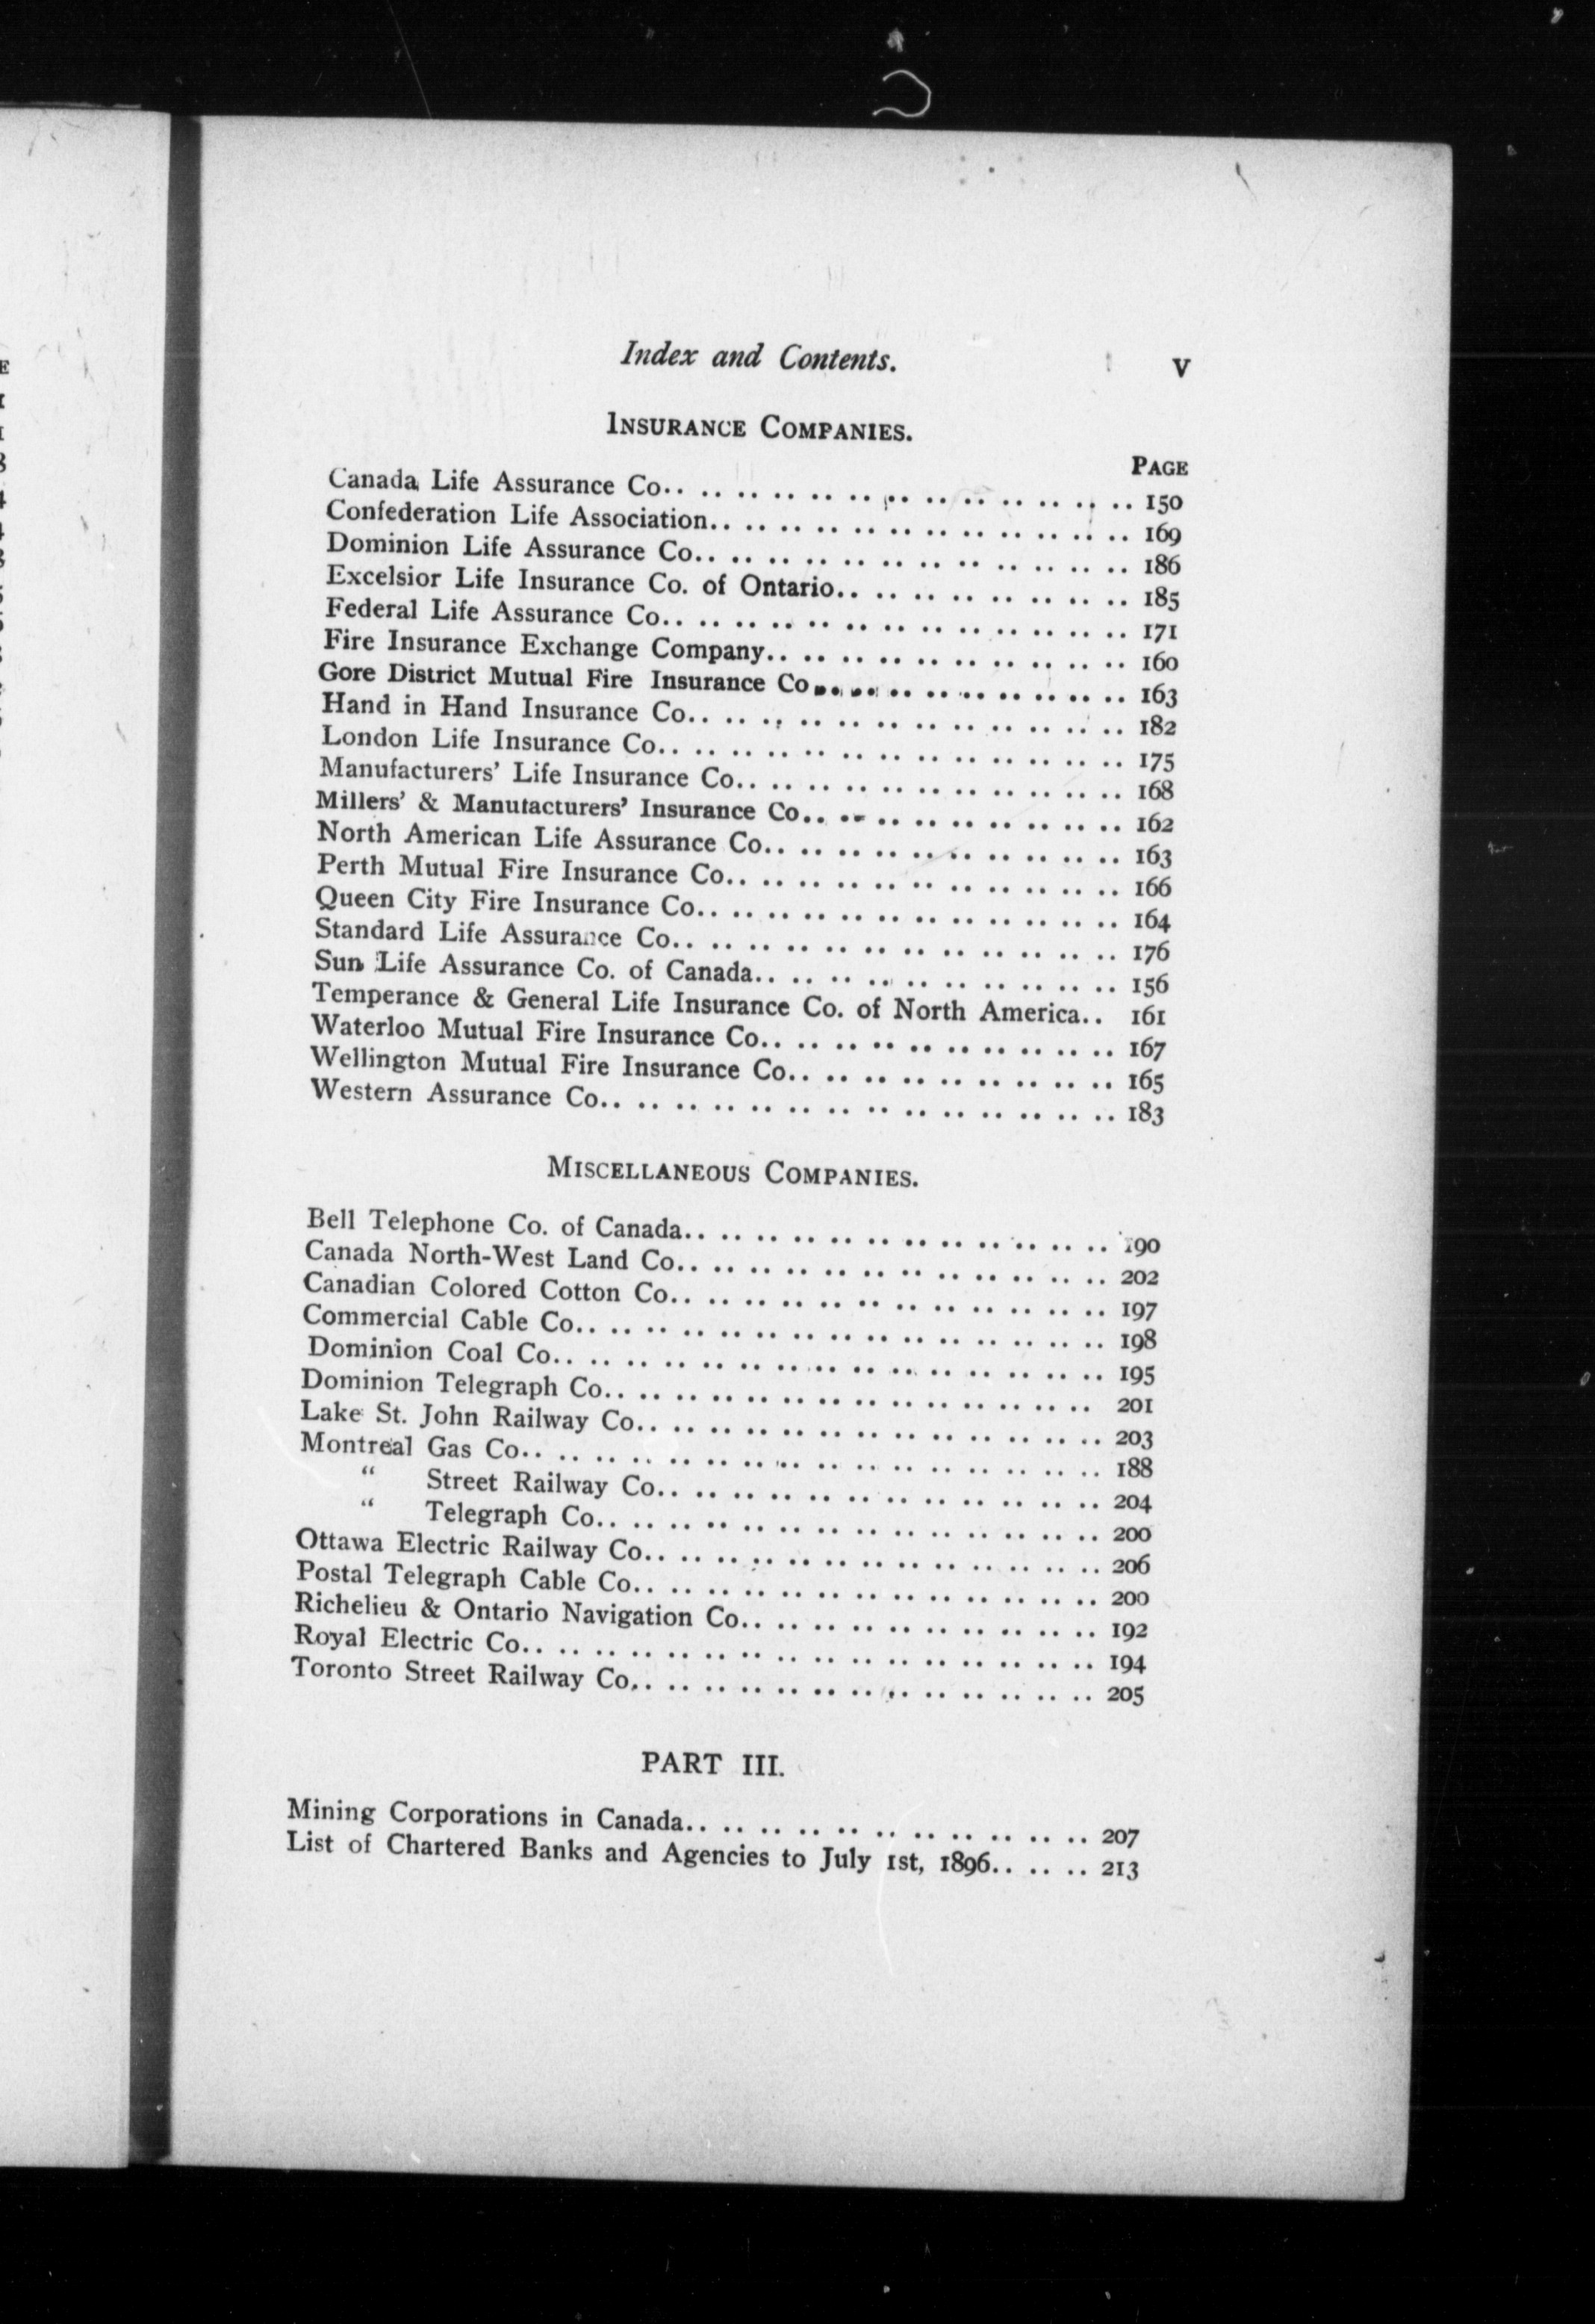 Index and Contents. V
INSURANCE COMPANIES.
PAGE
Canada Life Assurance Co.. .. .. .. .. .. .. .. .. .. .. .. .. 150
Confederation Life Association.. .. .. .. .. .. .. .. .. .. .. .. 169
Dominion Life Assurance Co.. .. .. .. .. .. .. .. .. .. .. .. 186
Excelsior Life Insurance Co. of Ontario.. .. .. .. .. .. .. .. 185
Federal Life Assurance Co.. .. .. .. .. .. .. .. .. .. .. .. .. 171
Fire Insurance Exchange Company.. .. .. .. .. .. .. .. .. .. 160
Gore District Mutual Fire Insurance Co.. .. .. .. .. .. .. .. .. 163
Hand in Hand Insurance Co.. .. .. .. .. .. .. .. .. .. .. .. 182
London Life Insurance Co.. .. .. .. .. .. .. .. .. .. .. .. .. 175
Manufacturers' Life Insurance Co.. .. .. .. .. .. .. .. .. .. .. 168
Millers' & Manufacturers' Insurance Co.. .. .. .. .. .. .. .. .. 162
North American Life Assurance Co.. .. .. .. .. .. .. .. .. .. 163
Perth Mutual Fire Insurance Co.. .. .. .. .. .. .. .. .. .. .. 166
Queen City Fire Insurance Co.. .. .. .. .. .. .. .. .. .. .. .. 164
Standard Life Assurance Co.. .. .. .. .. .. .. .. .. .. .. .. 176
Sun Life Assurance Co. of Canada.. .. .. .. .. .. .. .. .. .. 156
Temperance & General Life Insurance Co. of North America.. 161
Waterloo Mutual Fire Insurance Co.. .. .. .. .. .. .. .. .. .. 167
Wellington Mutual Fire Insurance Co.. .. .. .. .. .. .. .. .. 165
Western Assurance Co.. .. .. .. .. .. .. .. .. .. .. .. .. .. 183
MISCELLANEOUS COMPANIES.
Bell Telephone Co. of Canada.. .. .. .. .. .. .. .. .. .. .. .. 190
Canada North-West Land Co.. .. .. .. .. .. .. .. .. .. .. .. 202
Canadian Colored Cotton Co.. .. .. .. .. .. .. .. .. .. .. .. 197
Commercial Cable Co.. .. .. .. .. .. .. .. .. .. .. .. .. .. .. 198
Dominion Coal Co.. .. .. .. .. .. .. .. .. .. .. .. .. .. .. .. 195
Dominion Telegraph Co.. .. .. .. .. .. .. .. .. .. .. .. .. .. 201
Lake St. John Railway Co.. .. .. .. .. .. .. .. .. .. .. .. .. 203
Montreal Gas Co.. .. .. .. .. .. .. .. .. .. .. .. .. .. .. .. 188
“ Street Railway Co.. .. .. .. .. .. .. .. .. .. .. .. .. 204
“ Telegraph Co.. .. .. .. .. .. .. .. .. .. .. .. .. .. 200
Ottawa Electric Railway Co.. .. .. .. .. .. .. .. .. .. .. .. .. 206
Postal Telegraph Cable Co.. .. .. .. .. .. .. .. .. .. .. .. .. 200
Richelieu & Ontario Navigation Co.. .. .. .. .. .. .. .. .. .. 192
Royal Electric Co.. .. .. .. .. .. .. .. .. .. .. .. .. .. .. .. 194
Toronto Street Railway Co.. .. .. .. .. .. .. .. .. .. .. .. .. 205
PART III.
Mining Corporations in Canada.. .. .. .. .. .. .. .. .. .. .. 207
List of Chartered Banks and Agencies to July 1st, 1896.. .. .. 213